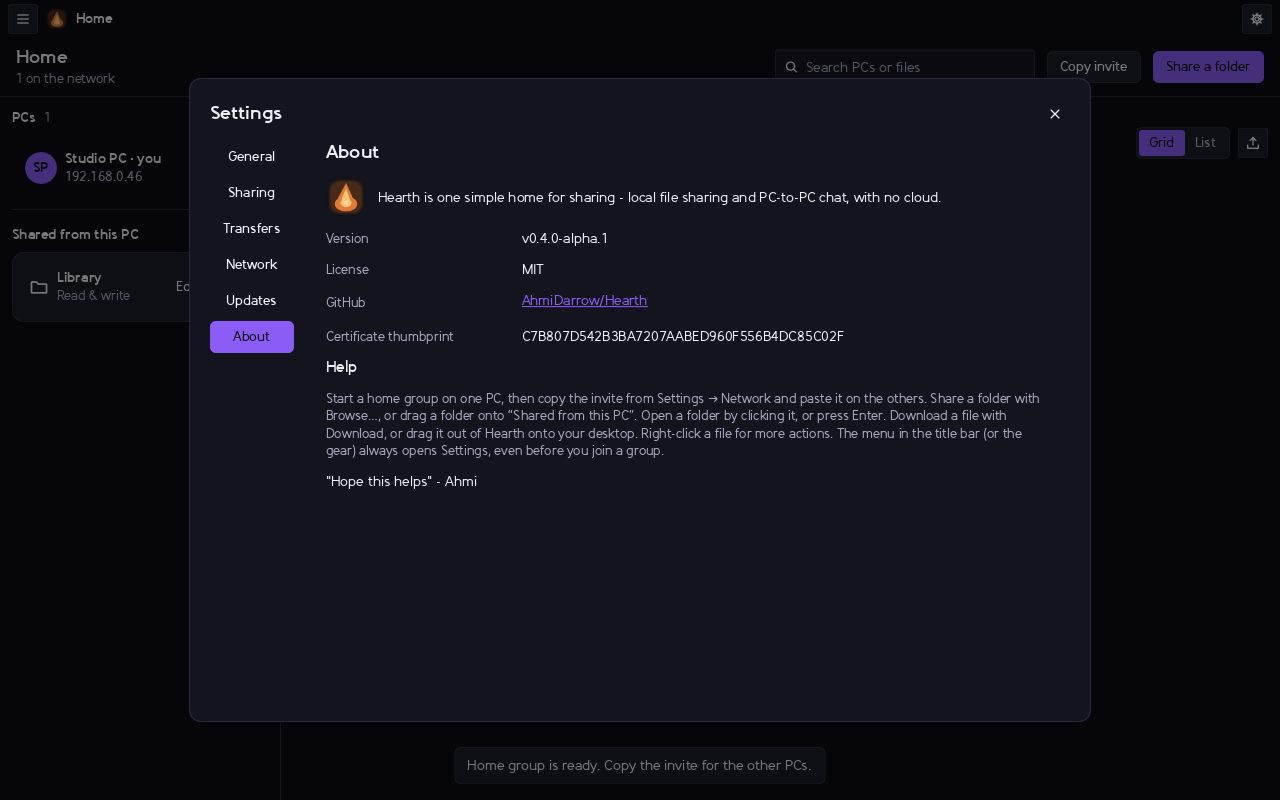 Home
Home
1 on the network
Search PCs or files
Copy invite
Share a folder
PCs 1
SP
Studio PC · you
192.168.0.46
Shared from this PC
Library
Read & write
Grid
List
Settings
General
Sharing
Transfers
Network
Updates
About
About
Hearth is one simple home for sharing - local file sharing and PC-to-PC chat, with no cloud.
Version v0.4.0-alpha.1
License MIT
GitHub AhmiDarrow/Hearth
Certificate thumbprint C7B807D542B3BA7207AABED960F556B4DC85C02F
Help
Start a home group on one PC, then copy the invite from Settings → Network and paste it on the others. Share a folder with
Browse..., or drag a folder onto “Shared from this PC”. Open a folder by clicking it, or press Enter. Download a file with
Download, or drag it out of Hearth onto your desktop. Right-click a file for more actions. The menu in the title bar (or the
gear) always opens Settings, even before you join a group.
"Hope this helps" - Ahmi
Home group is ready. Copy the invite for the other PCs.